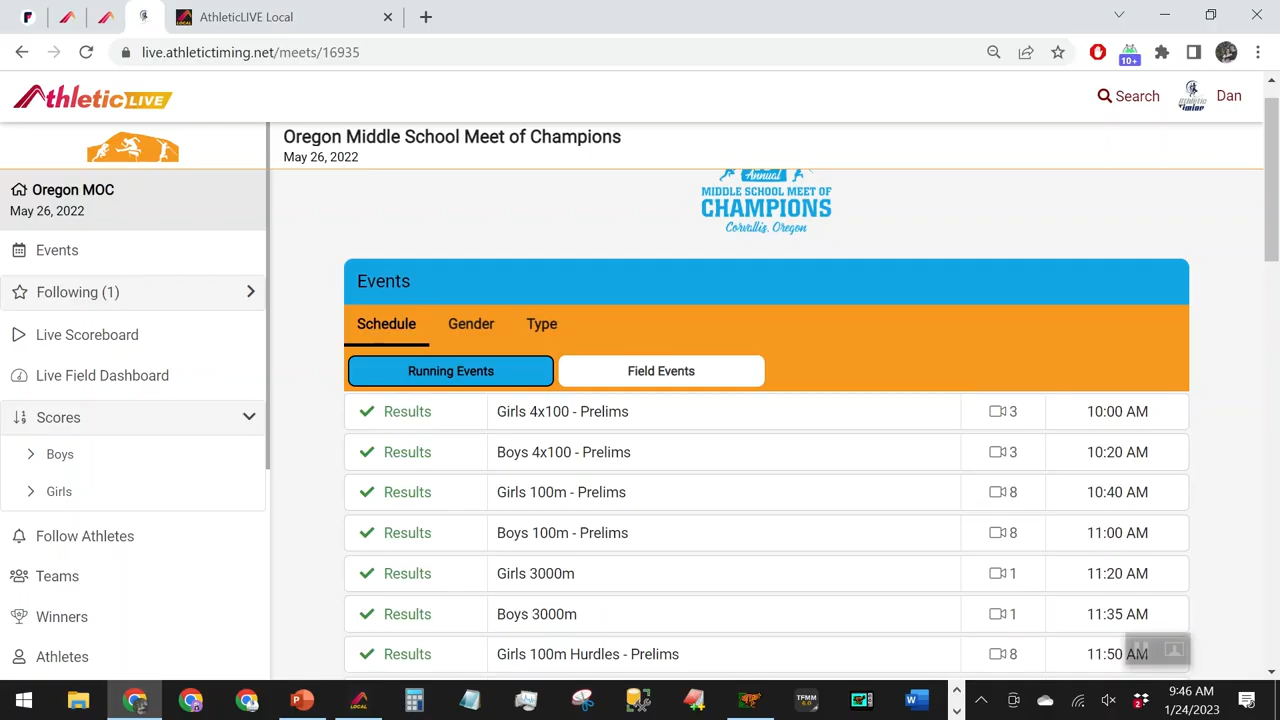 AthleticLIVE Local
live.athletictiming.net/meets/16935
10+
AthleticLIVE
Search
Dan
Oregon Middle School Meet of Champions
May 26, 2022
Oregon MOC
May 26, 2022
Events
Following (1)
Live Scoreboard
Live Field Dashboard
Scores
Boys
Girls
Follow Athletes
Teams
Winners
Athletes
Annual
MIDDLE SCHOOL MEET OF
CHAMPIONS
Corvallis, Oregon
Events
Schedule Gender Type
Running Events Field Events
Results Girls 4x100 - Prelims 3 10:00 AM
Results Boys 4x100 - Prelims 3 10:20 AM
Results Girls 100m - Prelims 8 10:40 AM
Results Boys 100m - Prelims 8 11:00 AM
Results Girls 3000m 1 11:20 AM
Results Boys 3000m 1 11:35 AM
Results Girls 100m Hurdles - Prelims 8 11:50 AM
9:46 AM
1/24/2023